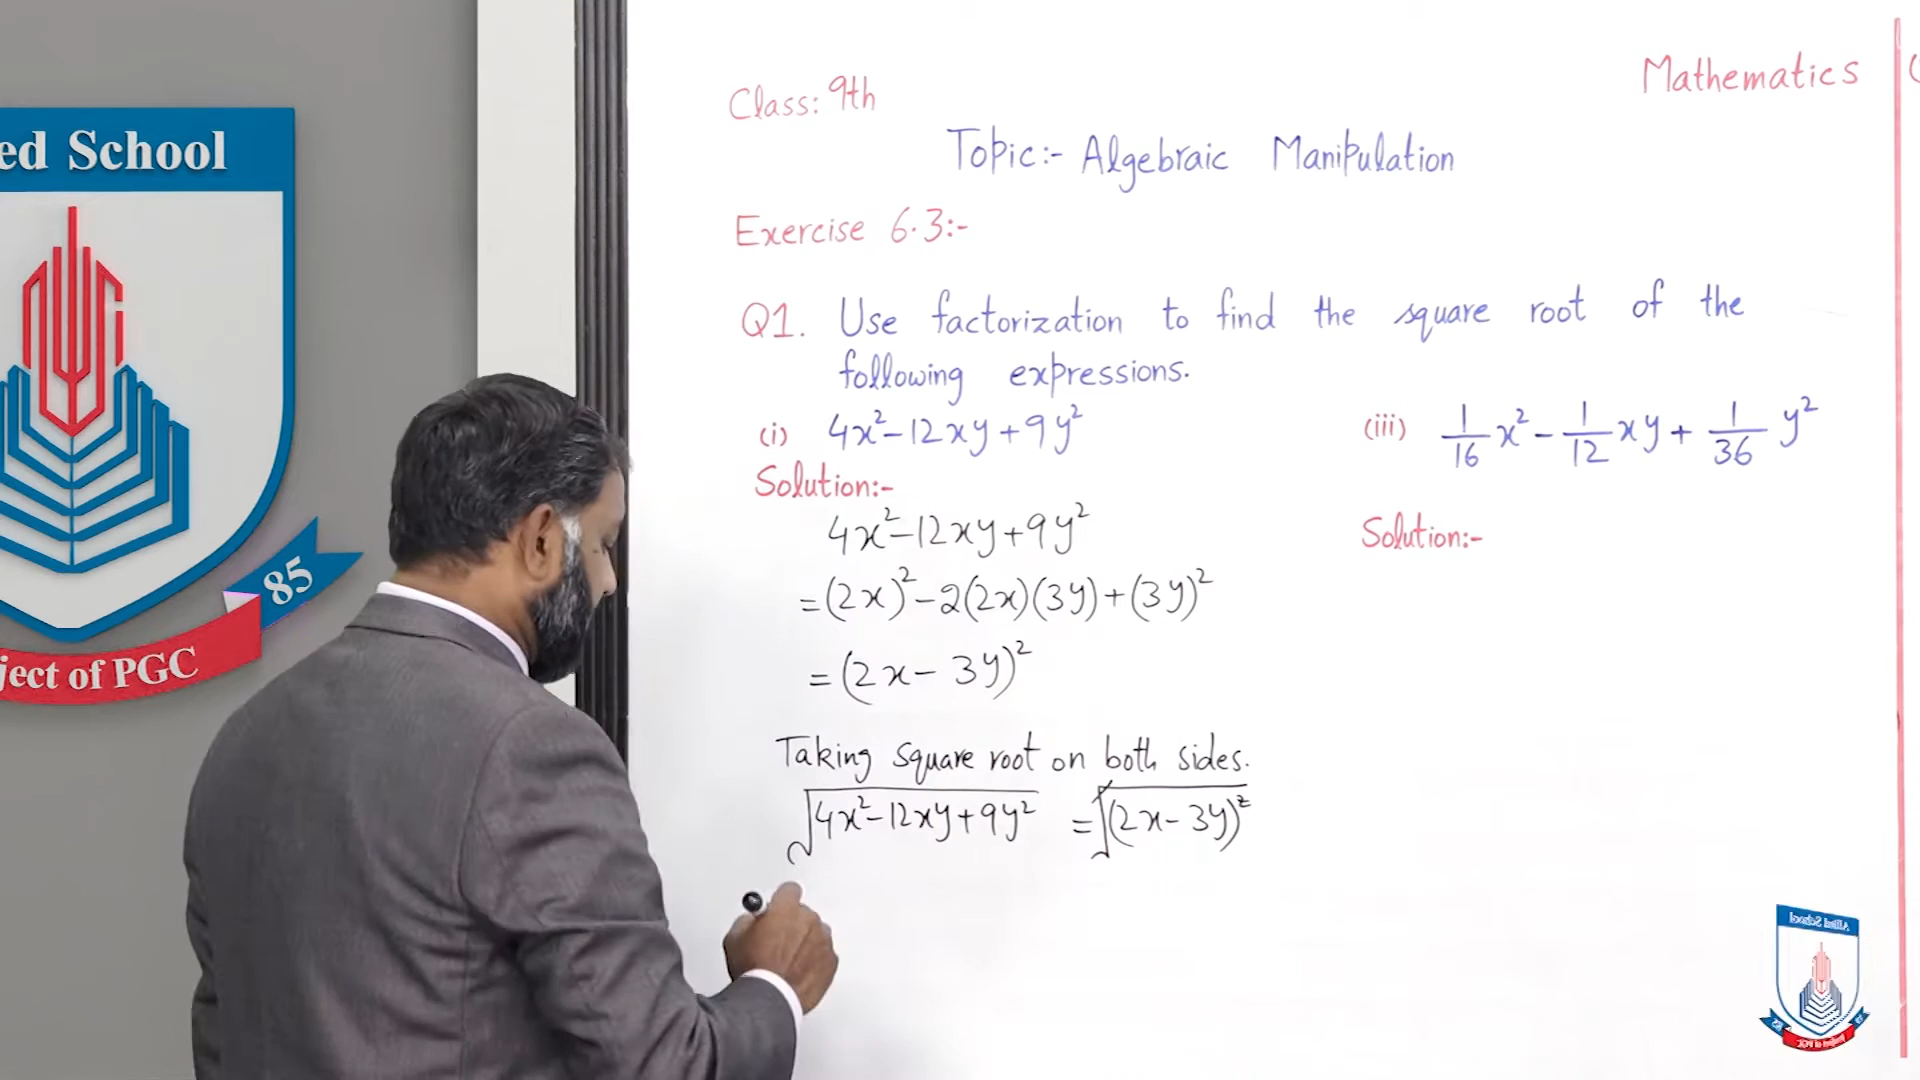 ed School
85
ject of PGC
Class: 9th
Mathematics
Topic:- Algebraic Manipulation
Exercise 6.3:-
Q1. Use factorization to find the square root of the
following expressions.
(i) 4x²-12xy+9y²
Solution:-
4x²-12xy+9y²
=(2x)²-2(2x)(3y)+(3y)²
=(2x-3y)²
Taking square root on both sides.
√4x²-12xy+9y² =√(2x-3y)²
(iii) 1/16 x² - 1/12 xy + 1/36 y²
Solution:-
Allied School